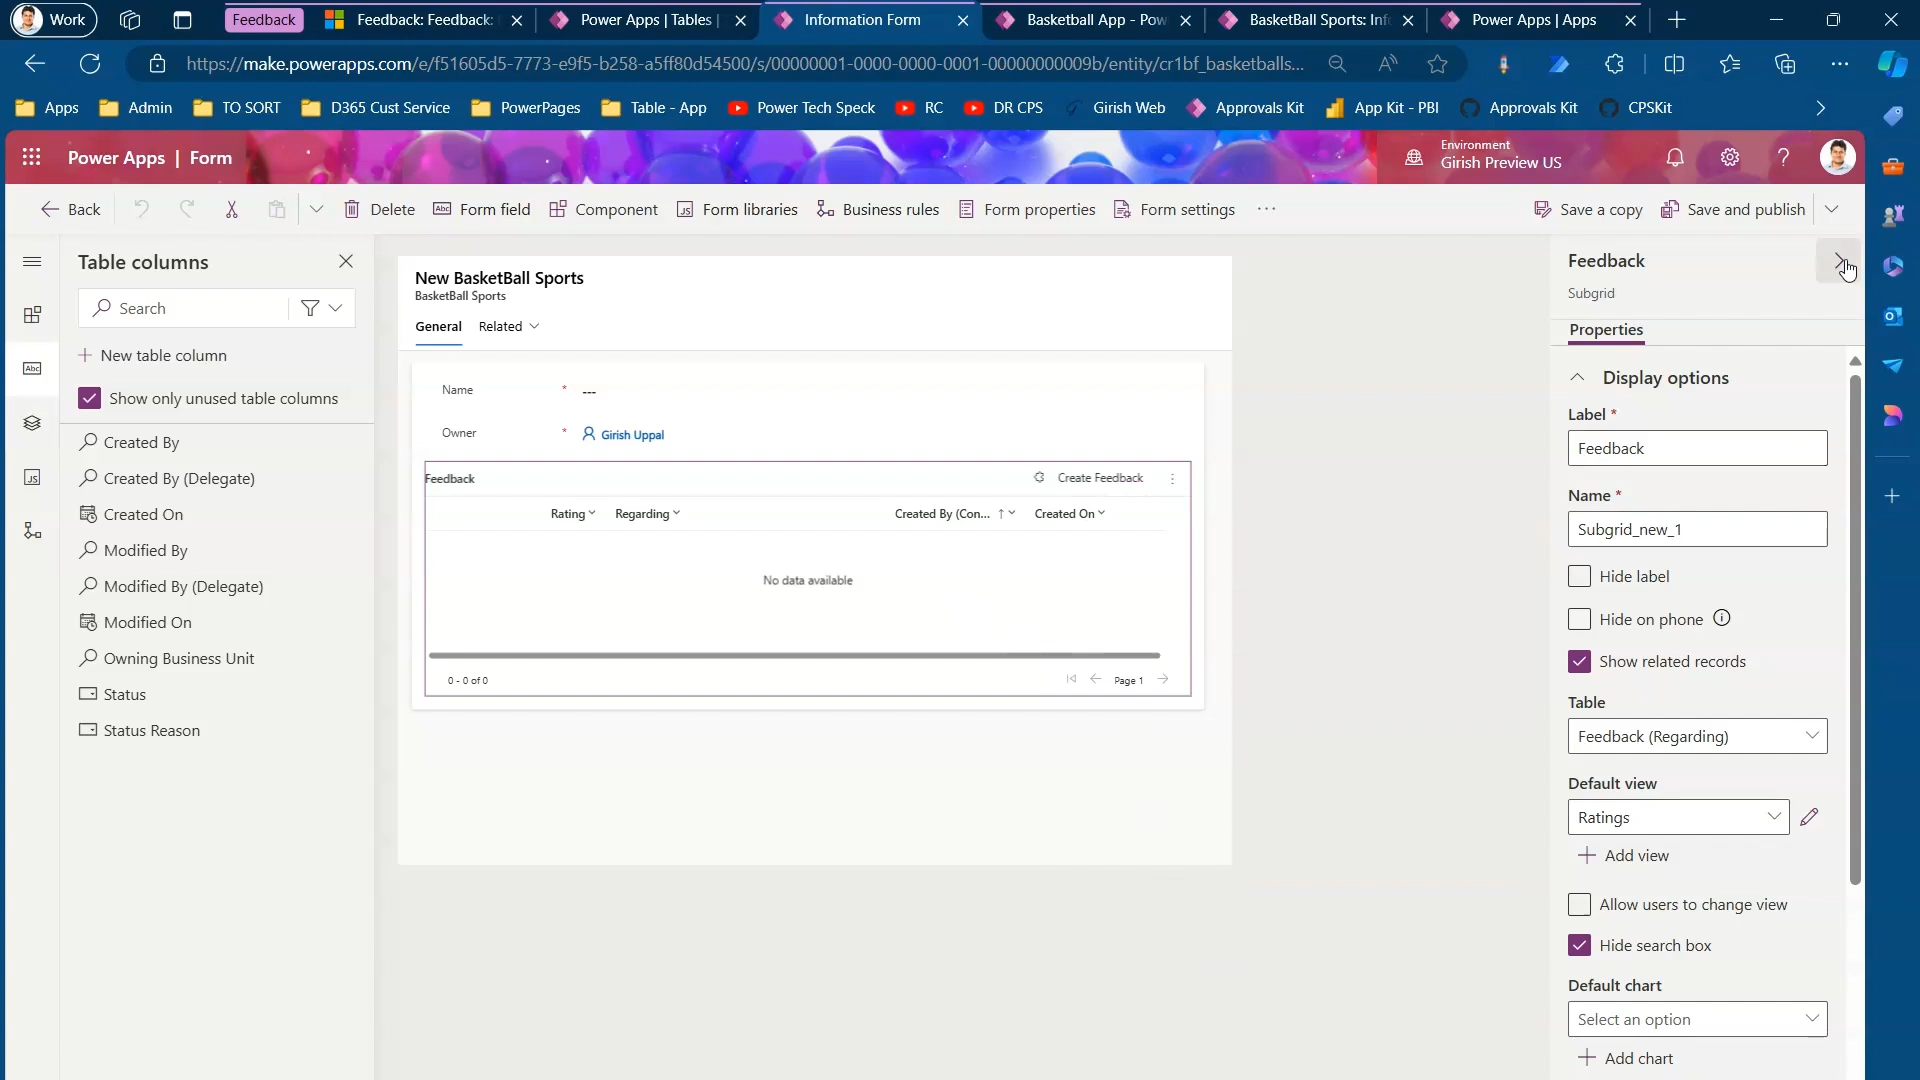 Work
Feedback
Feedback: Feedback:
Power Apps | Tables |
Information Form
Basketball App - Pow
BasketBall Sports: Inf
Power Apps | Apps
https://make.powerapps.com/e/f51605d5-7773-e9f5-b258-a5ff80d54500/s/00000001-0000-0000-0001-00000000009b/entity/cr1bf_basketballs...
Apps
Admin
TO SORT
D365 Cust Service
PowerPages
Table - App
Power Tech Speck
RC
DR CPS
Girish Web
Approvals Kit
App Kit - PBI
Approvals Kit
CPSKit
Power Apps | Form
Environment
Girish Preview US
Back
Delete
Form field
Component
Form libraries
Business rules
Form properties
Form settings
Save a copy
Save and publish
Table columns
Search
New table column
Show only unused table columns
Created By
Created By (Delegate)
Created On
Modified By
Modified By (Delegate)
Modified On
Owning Business Unit
Status
Status Reason
New BasketBall Sports
BasketBall Sports
General Related
Name * ---
Owner * Girish Uppal
Feedback Create Feedback
Rating Regarding Created By (Con... Created On
No data available
0 - 0 of 0 Page 1
Feedback
Subgrid
Properties
Display options
Label *
Feedback
Name *
Subgrid_new_1
Hide label
Hide on phone
Show related records
Table
Feedback (Regarding)
Default view
Ratings
Add view
Allow users to change view
Hide search box
Default chart
Select an option
Add chart